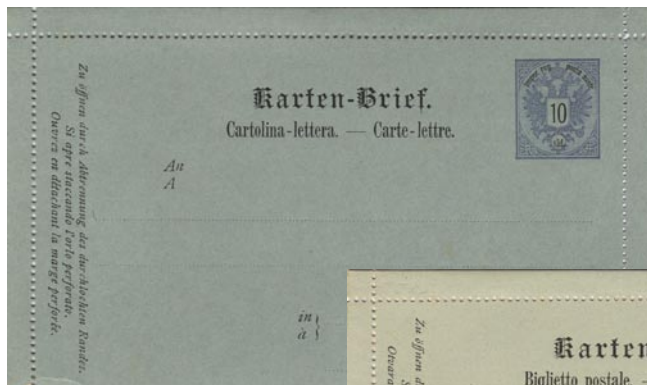 Zu öffnen durch Abtrennung des durchlochten Randes.
Si apre staccando l'orlo perforato.
Ouvrez en détachant la marge perforée.
Karten-Brief.
Cartolina-lettera. — Carte-lettre.
10
An
A
in
à
Zu öffnen d
S
Ouvra
Karten
Biglietto postale. –